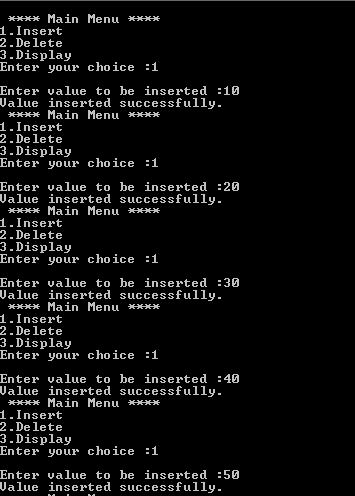 **** Main Menu ****
1.Insert
2.Delete
3.Display
Enter your choice :1
Enter value to be inserted :10
Value inserted successfully.
**** Main Menu ****
1.Insert
2.Delete
3.Display
Enter your choice :1
Enter value to be inserted :20
Value inserted successfully.
**** Main Menu ****
1.Insert
2.Delete
3.Display
Enter your choice :1
Enter value to be inserted :30
Value inserted successfully.
**** Main Menu ****
1.Insert
2.Delete
3.Display
Enter your choice :1
Enter value to be inserted :40
Value inserted successfully.
**** Main Menu ****
1.Insert
2.Delete
3.Display
Enter your choice :1
Enter value to be inserted :50
Value inserted successfully.